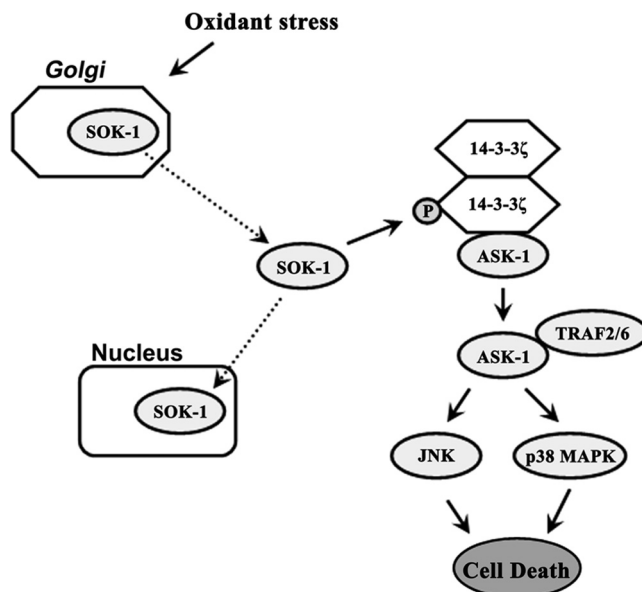 Oxidant stress
Golgi
SOK-1
14-3-3ζ
14-3-3ζ
P
SOK-1
ASK-1
TRAF2/6
ASK-1
Nucleus
SOK-1
JNK
p38 MAPK
Cell Death